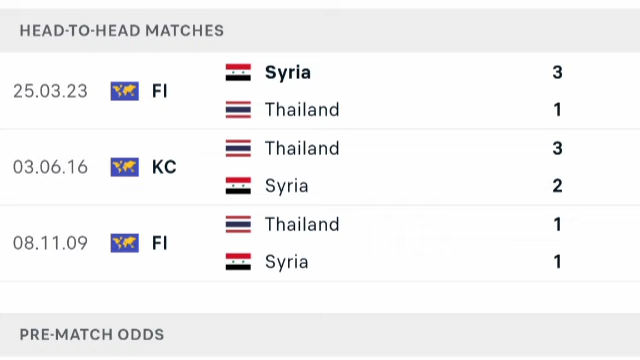 HEAD-TO-HEAD MATCHES
25.03.23 FI Syria 3
Thailand 1
03.06.16 KC Thailand 3
Syria 2
08.11.09 FI Thailand 1
Syria 1
PRE-MATCH ODDS